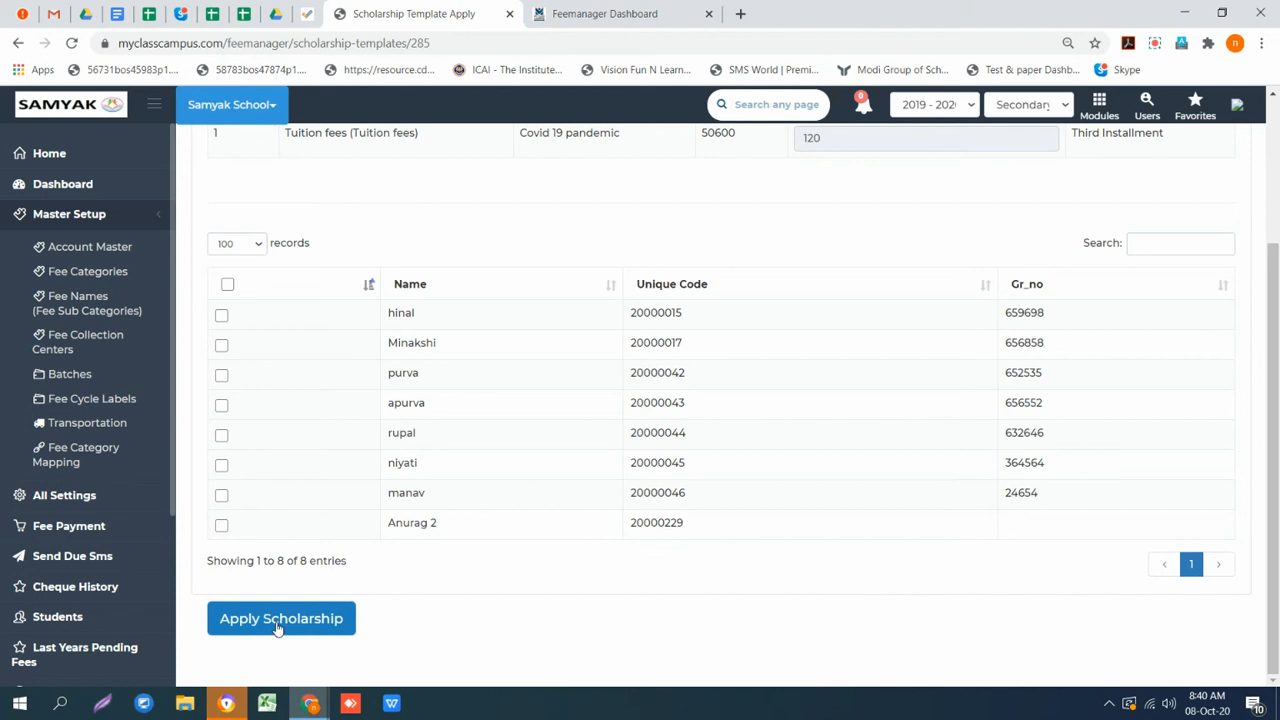 Scholarship Template Apply
Feemanager Dashboard
myclasscampus.com/feemanager/scholarship-templates/285
n
Apps
56731bos45983p1....
58783bos47874p1....
https://resource.cd...
ICAI - The Institute...
Vision Fun N Learn...
SMS World | Premi...
Modi Group of Sch...
Test & paper Dashb...
Skype
SAMYAK
Samyak School
Search any page
0
2019 - 202
Secondary
Modules
Users
Favorites
Home
Dashboard
Master Setup
Account Master
Fee Categories
Fee Names
(Fee Sub Categories)
Fee Collection
Centers
Batches
Fee Cycle Labels
Transportation
Fee Category
Mapping
All Settings
Fee Payment
Send Due Sms
Cheque History
Students
Last Years Pending
Fees
1 Tuition fees (Tuition fees) Covid 19 pandemic 50600 120 Third Installment
100 records
Search:
Name Unique Code Gr_no
hinal 20000015 659698
Minakshi 20000017 656858
purva 20000042 652535
apurva 20000043 656552
rupal 20000044 632646
niyati 20000045 364564
manav 20000046 24654
Anurag 2 20000229
Showing 1 to 8 of 8 entries
1
Apply Scholarship
8:40 AM
08-Oct-20
10